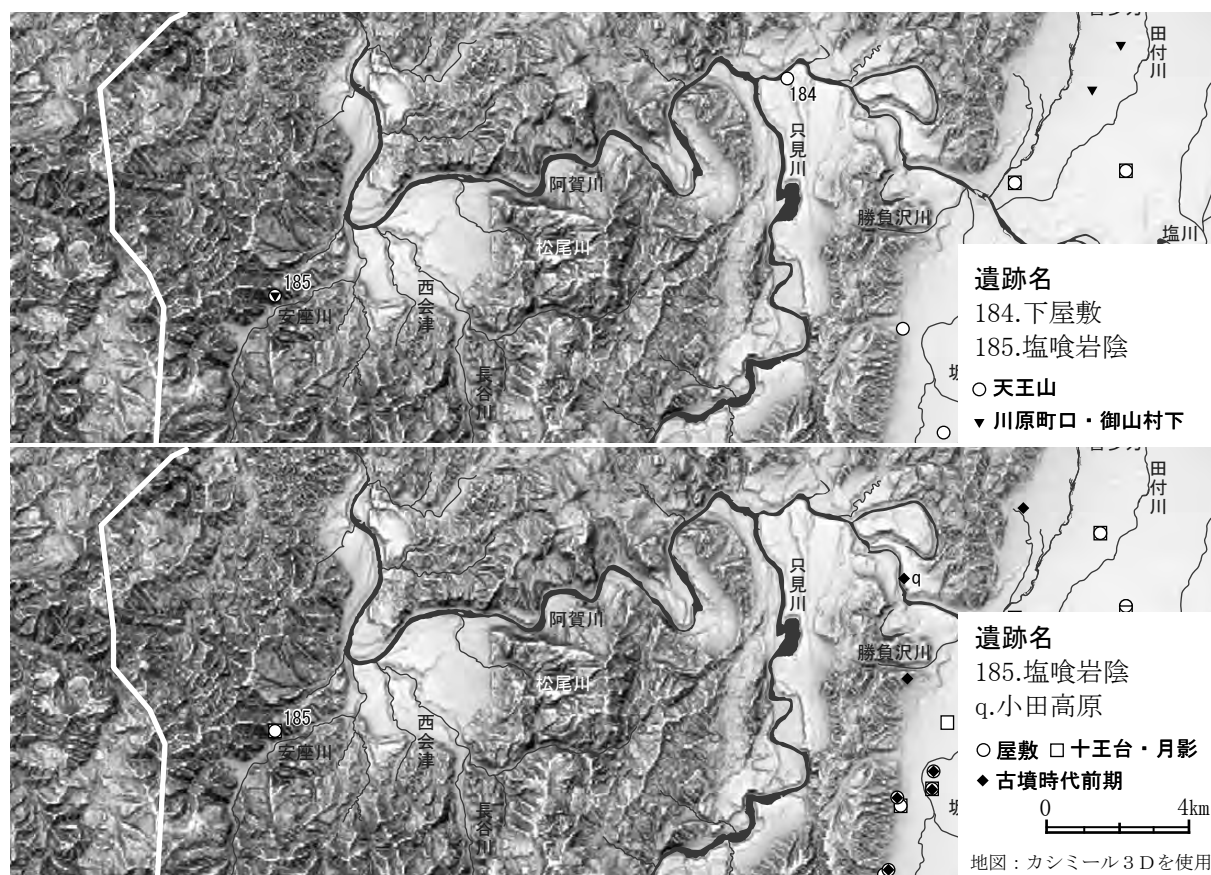 田付川
184
只見川
阿賀川
勝負沢川
松尾川
塩川
185
安座川
西会津
長谷川
遺跡名
184.下屋敷
185.塩喰岩陰
○天王山
▼川原町口・御山村下
田付川
q
只見川
阿賀川
勝負沢川
松尾川
185
安座川
西会津
長谷川
遺跡名
185.塩喰岩陰
q.小田高原
○屋敷 □十王台・月影
◆古墳時代前期
0 4km
地図：カシミール３Ｄを使用